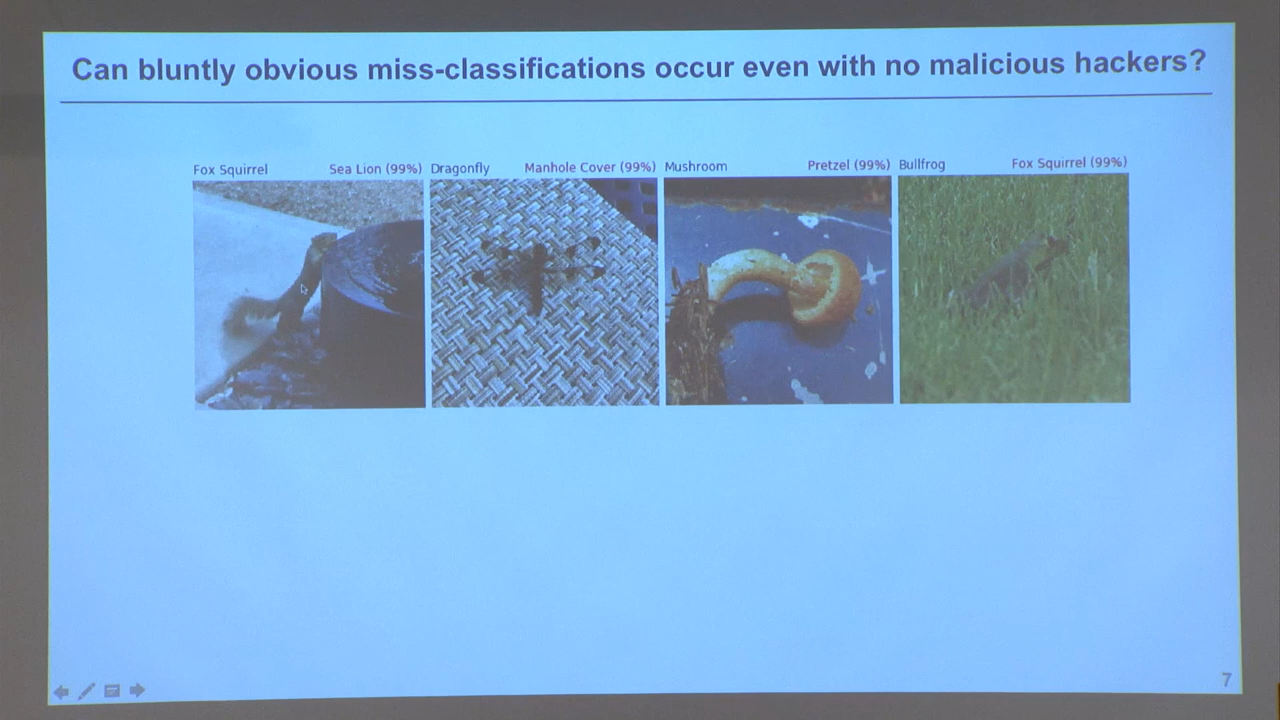 Can bluntly obvious miss-classifications occur even with no malicious hackers?
Fox Squirrel Sea Lion (99%) Dragonfly Manhole Cover (99%) Mushroom Pretzel (99%) Bullfrog Fox Squirrel (99%)
7